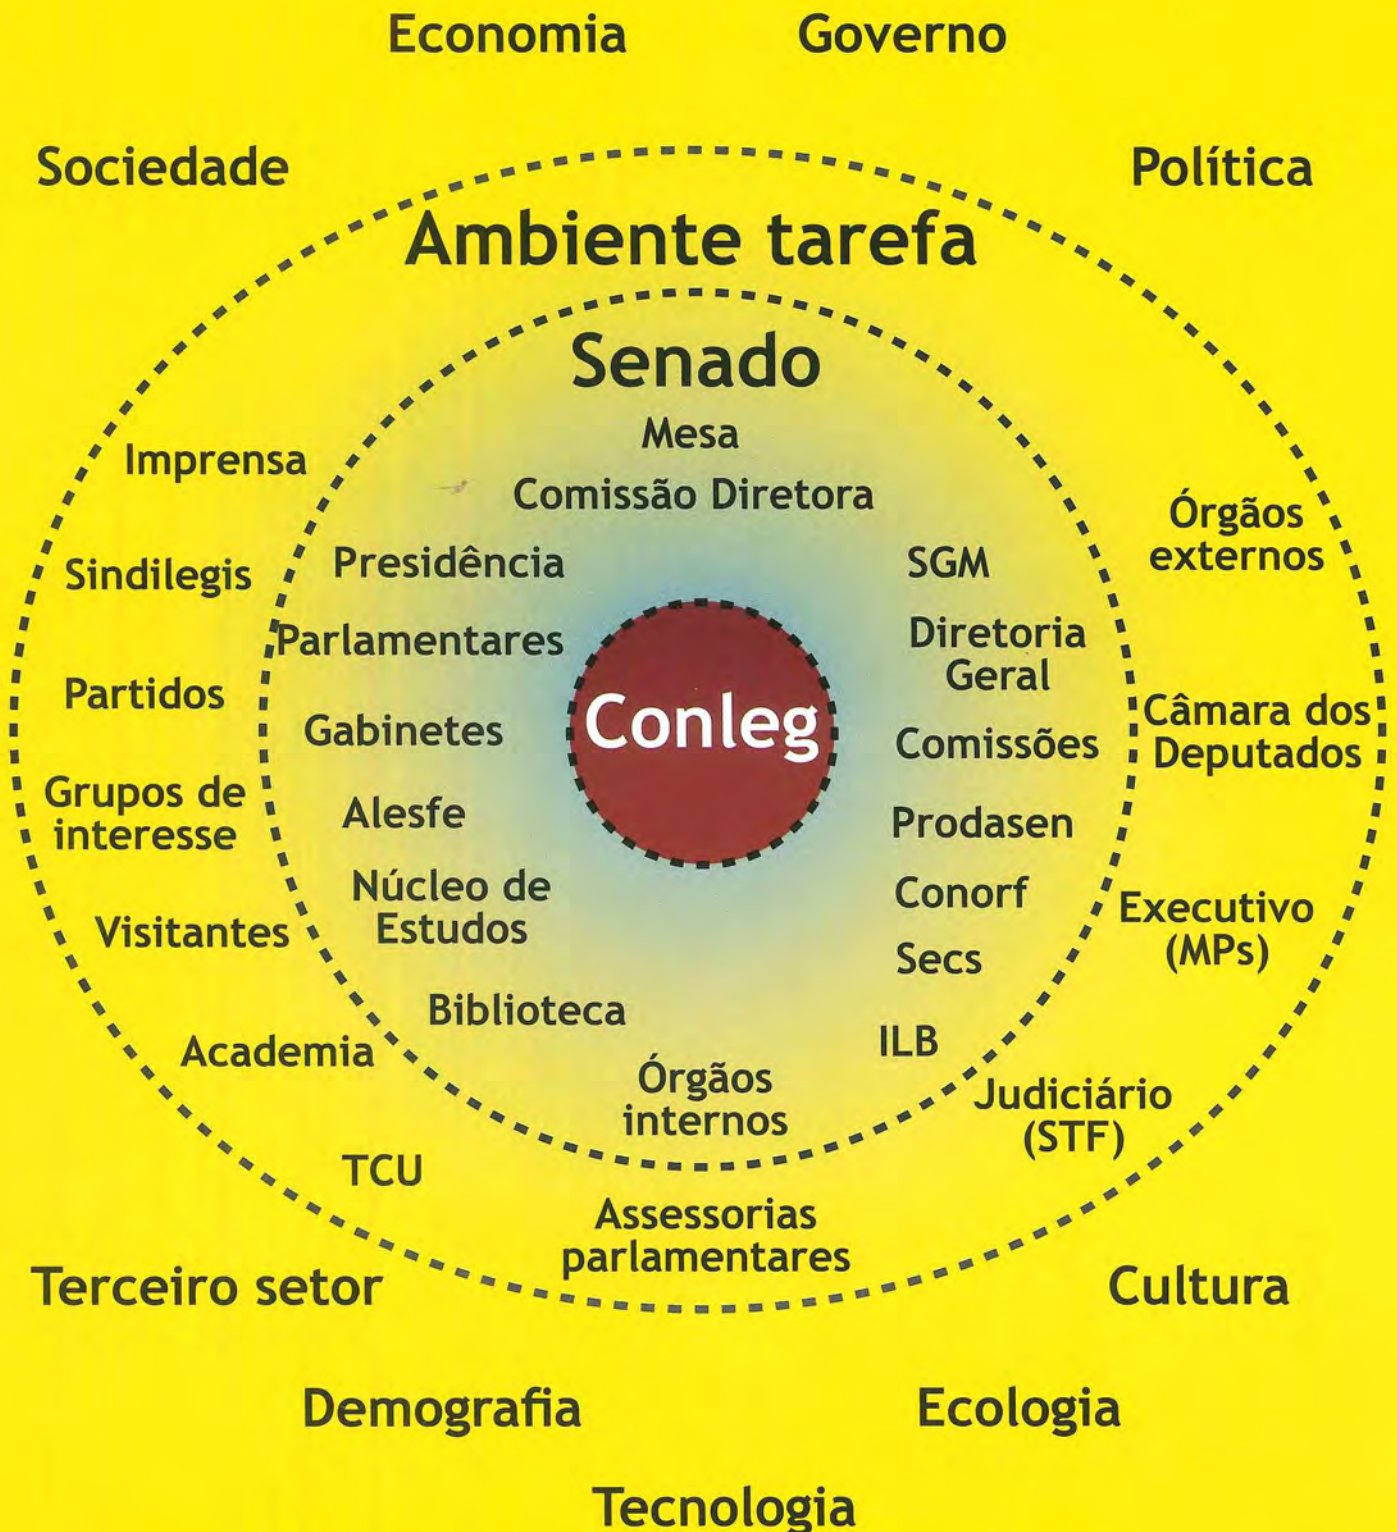 Economia
Governo
Sociedade
Política
Ambiente tarefa
Senado
Mesa
Comissão Diretora
Imprensa
Sindilegis
Partidos
Grupos de
interesse
Visitantes
Academia
TCU
Presidência
Parlamentares
Gabinetes
Alesfe
Núcleo de
Estudos
Biblioteca
Conleg
SGM
Diretoria
Geral
Comissões
Prodasen
Conorf
Secs
ILB
Órgãos
internos
Órgãos
externos
Câmara dos
Deputados
Executivo
(MPs)
Judiciário
(STF)
Assessorias
parlamentares
Terceiro setor
Cultura
Demografia
Ecologia
Tecnologia